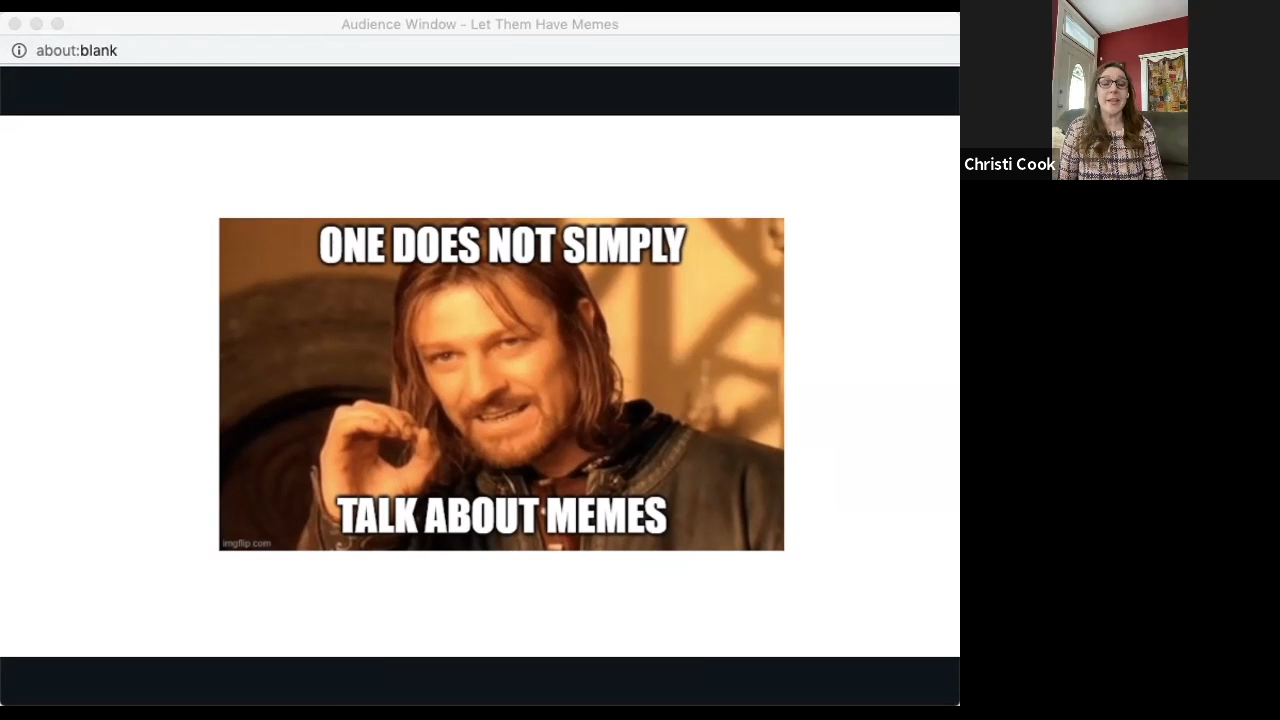 Audience Window - Let Them Have Memes
about:blank
ONE DOES NOT SIMPLY
TALK ABOUT MEMES
imgflip.com
Christi Cook